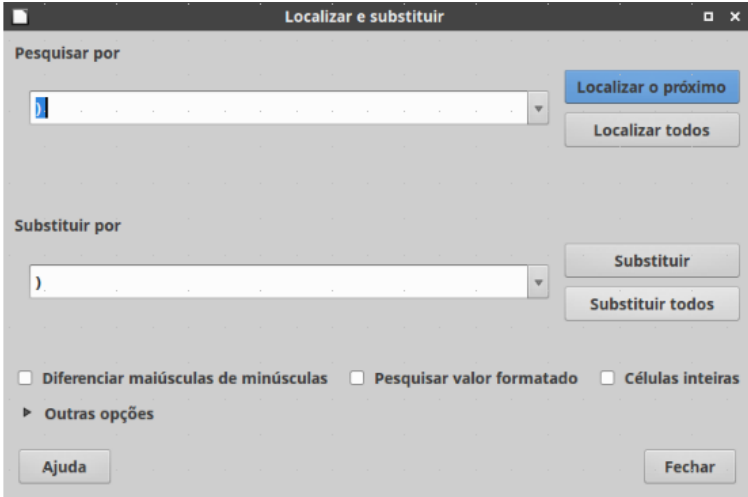 Localizar e substituir
Pesquisar por
Localizar o próximo
)
Localizar todos
Substituir por
Substituir
)
Substituir todos
Diferenciar maiúsculas de minúsculas Pesquisar valor formatado Células inteiras
Outras opções
Ajuda Fechar